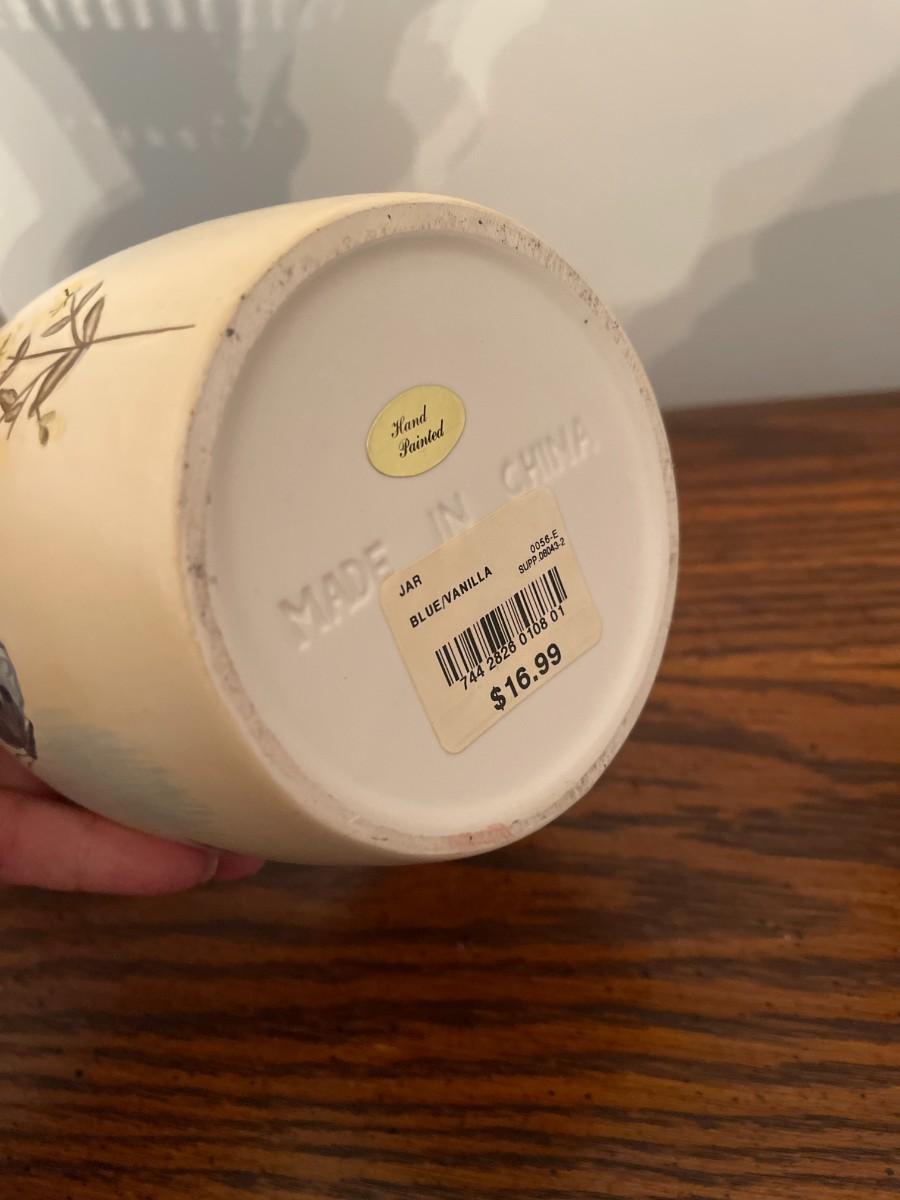 Hand
Painted
MADE IN CHINA
0056-E
JAR
SUPP.08043-2
BLUE/VANILLA
744 2826 0108 01
$16.99